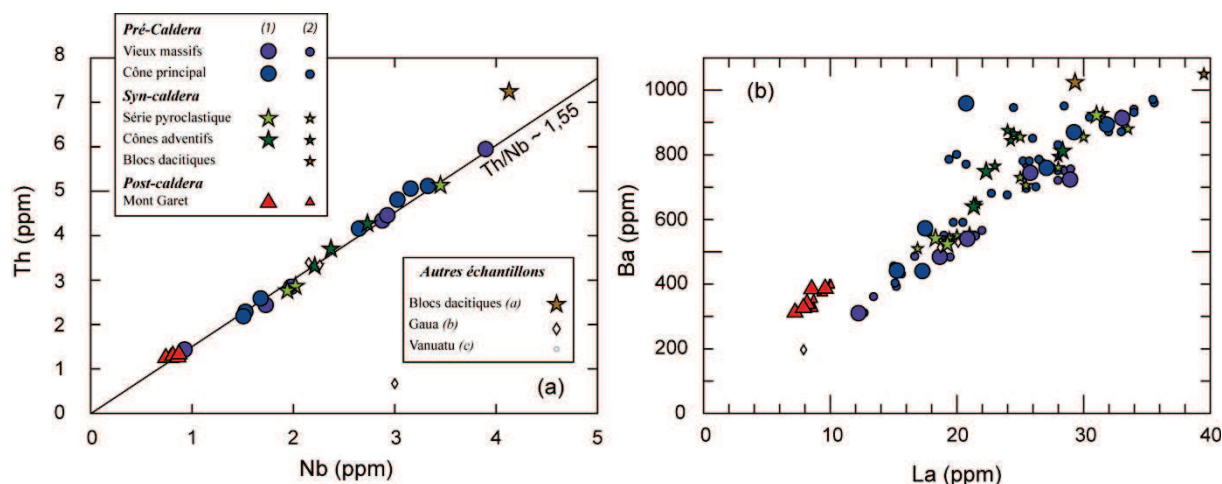 Pré-Caldera (1) (2)
Vieux massifs
Cône principal
Syn-caldera
Série pyroclastique
Cônes adventifs
Blocs dacitiques
Post-caldera
Mont Garet
Th/Nb ~ 1,55
Autres échantillons
Blocs dacitiques (a)
Gaua (b)
Vanuatu (c)
(a)
8
7
6
5
4
3
2
1
0
Th (ppm)
0 1 2 3 4 5
Nb (ppm)
(b)
1000
800
600
400
200
0
Ba (ppm)
0 10 20 30 40
La (ppm)